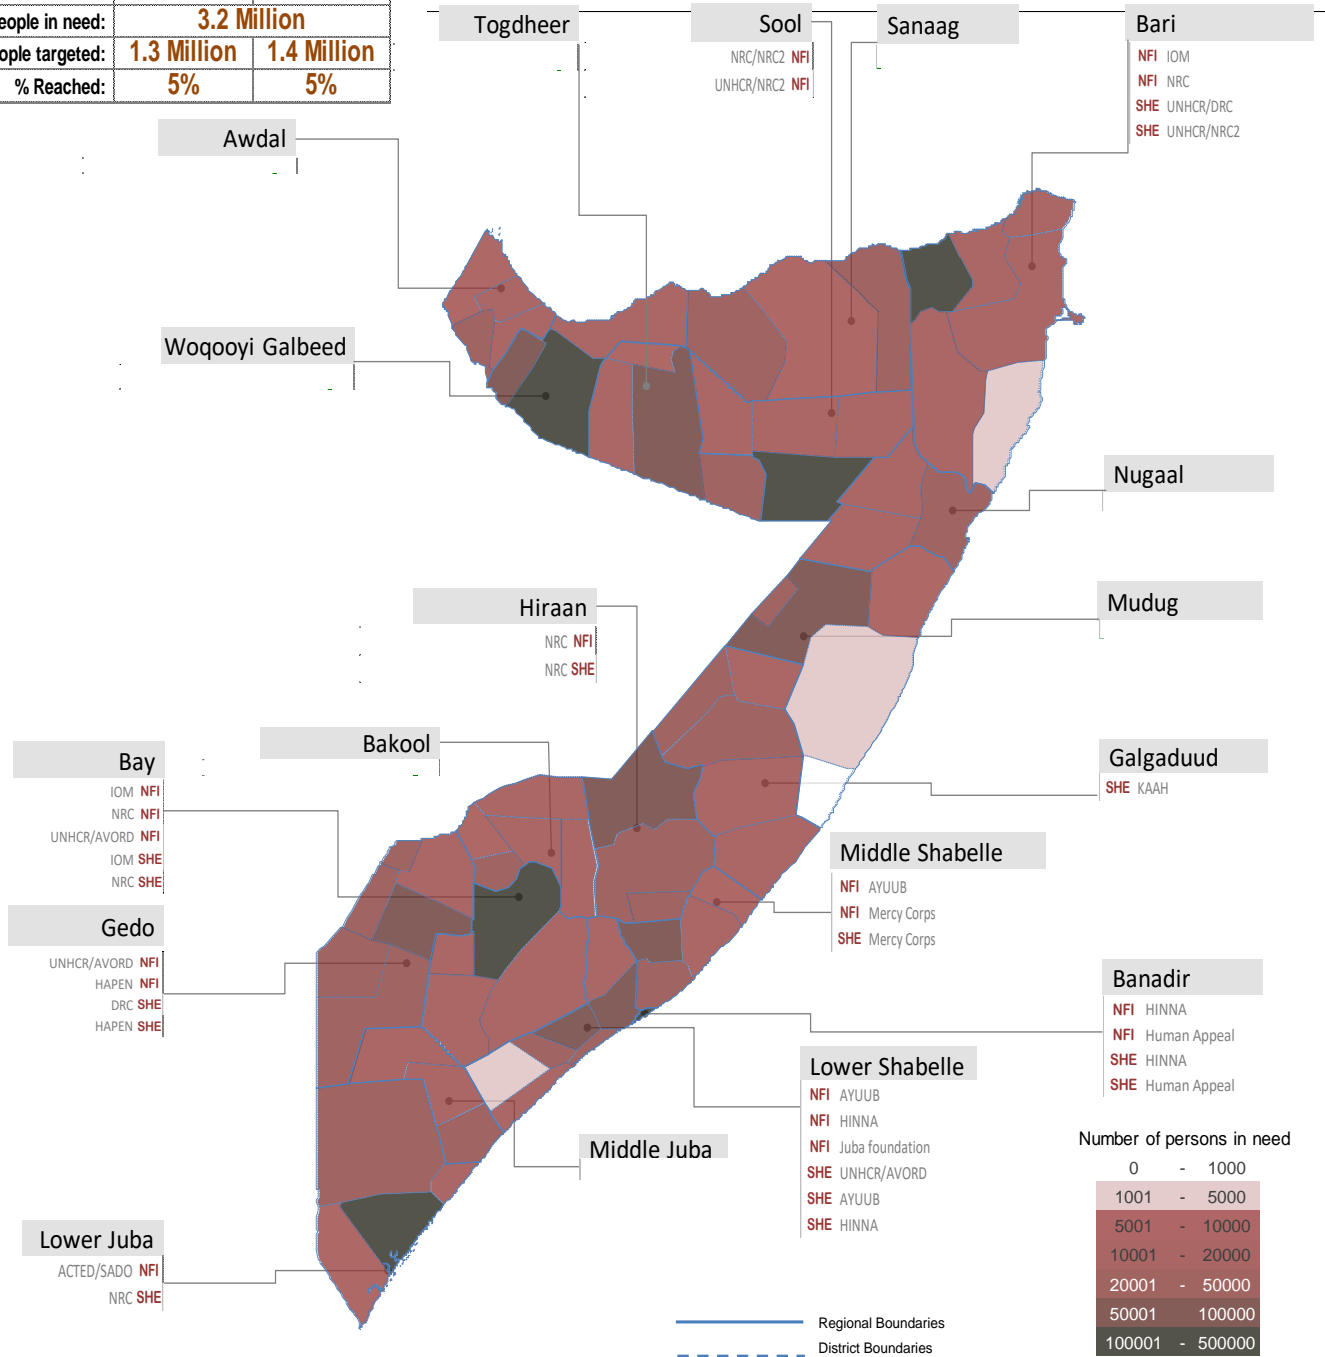 eople in need: 3.2 Million
ople targeted: 1.3 Million 1.4 Million
% Reached: 5% 5%
Togdheer
Sool
NRC/NRC2 NFI
UNHCR/NRC2 NFI
Sanaag
Bari
NFI IOM
NFI NRC
SHE UNHCR/DRC
SHE UNHCR/NRC2
Awdal
Woqooyi Galbeed
Nugaal
Hiraan
NRC NFI
NRC SHE
Mudug
Bakool
Bay
IOM NFI
NRC NFI
UNHCR/AVORD NFI
IOM SHE
NRC SHE
Galgaduud
SHE KAAH
Middle Shabelle
NFI AYUUB
NFI Mercy Corps
SHE Mercy Corps
Gedo
UNHCR/AVORD NFI
HAPEN NFI
DRC SHE
HAPEN SHE
Banadir
NFI HINNA
NFI Human Appeal
SHE HINNA
SHE Human Appeal
Lower Shabelle
NFI AYUUB
NFI HINNA
NFI Juba foundation
SHE UNHCR/AVORD
SHE AYUUB
SHE HINNA
Middle Juba
Lower Juba
ACTED/SADO NFI
NRC SHE
Number of persons in need
0 - 1000
1001 - 5000
5001 - 10000
10001 - 20000
20001 - 50000
50001 100000
100001 - 500000
Regional Boundaries
District Boundaries